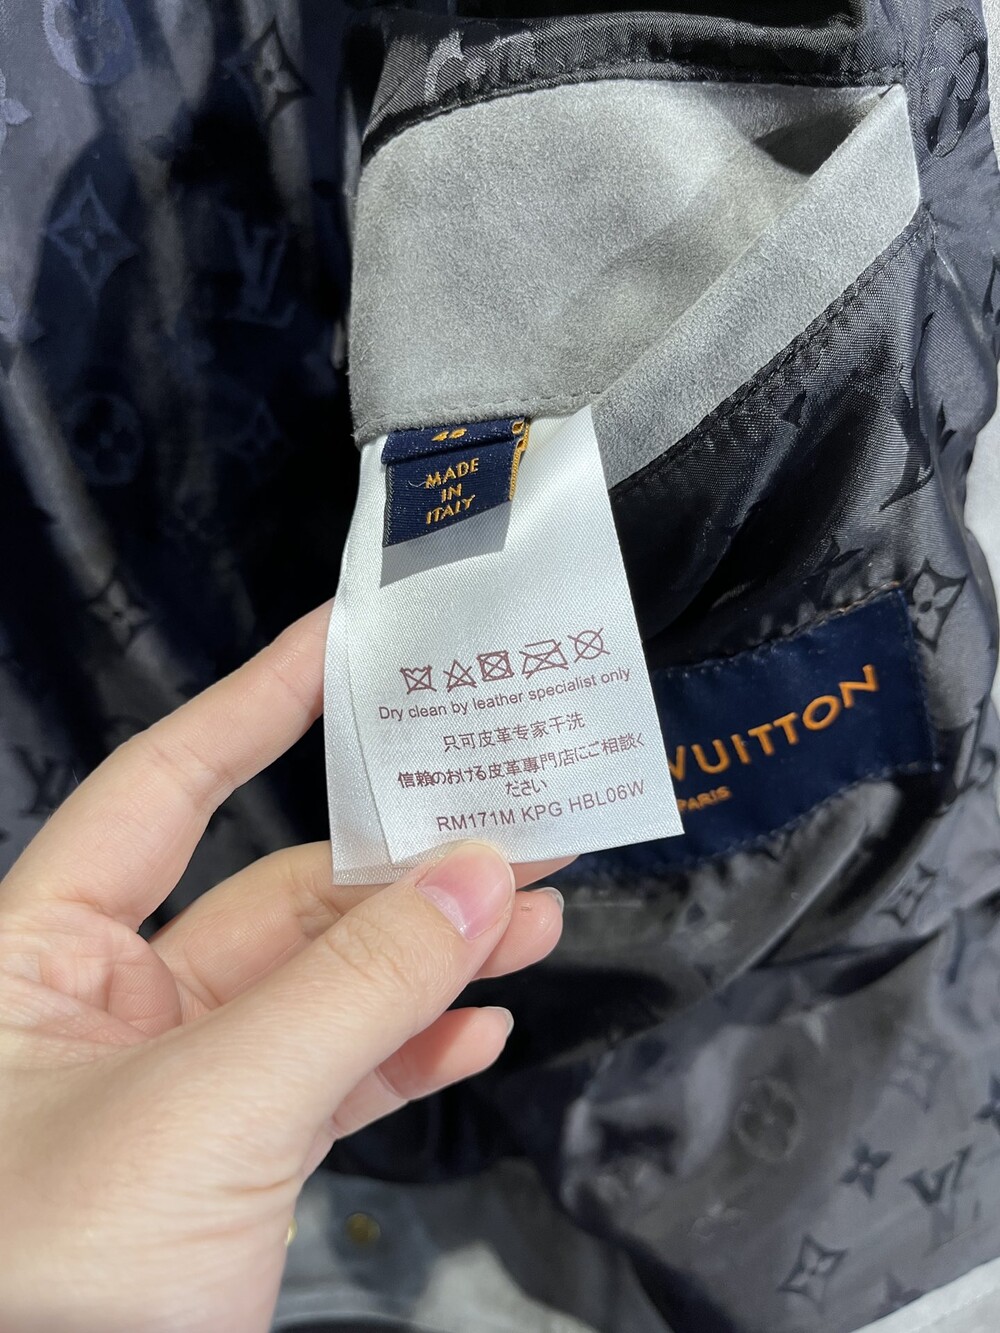 48
MADE
IN
ITALY
Dry clean by leather specialist only
只可皮革专家干洗
信頼のおける皮革専門店にご相談く
ださい
RM171M KPG HBL06W
VUITTON
PARIS